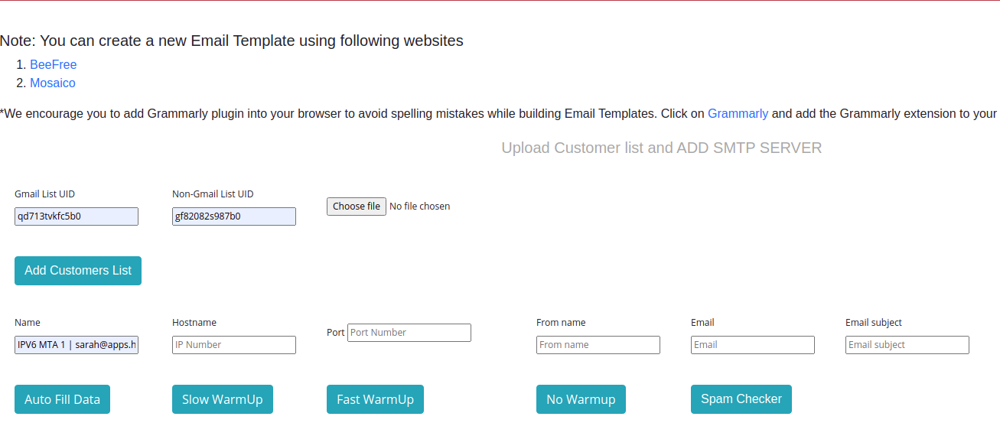 Note: You can create a new Email Template using following websites
1. BeeFree
2. Mosaico
*We encourage you to add Grammarly plugin into your browser to avoid spelling mistakes while building Email Templates. Click on Grammarly and add the Grammarly extension to your
Upload Customer list and ADD SMTP SERVER
Gmail List UID Non-Gmail List UID
qd713tvkfc5b0 gf82082s987b0 Choose file No file chosen
Add Customers List
Name Hostname From name Email Email subject
IPV6 MTA 1 | sarah@apps.h IP Number Port Port Number From name Email Email subject
Auto Fill Data Slow WarmUp Fast WarmUp No Warmup Spam Checker